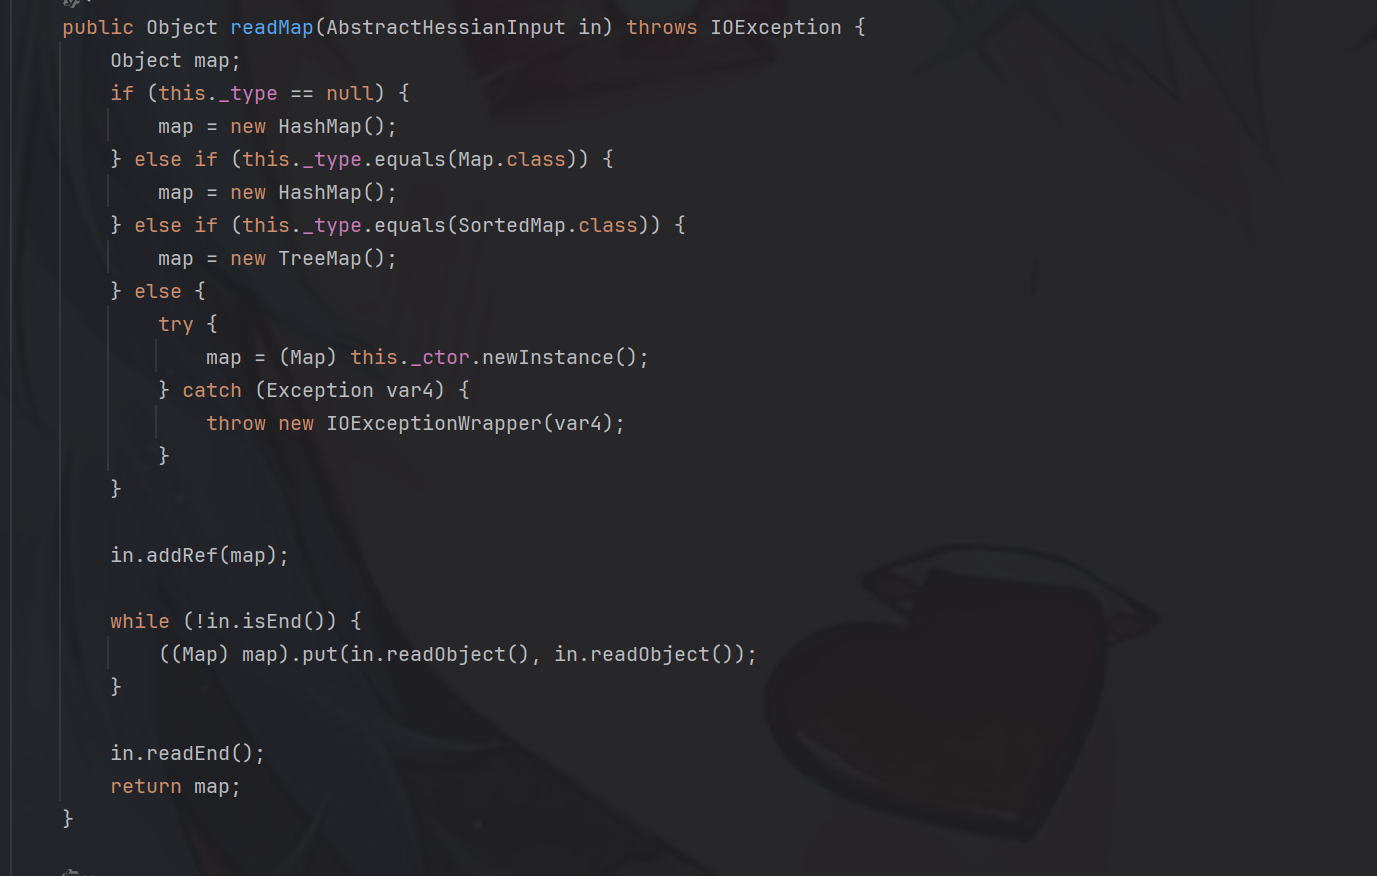 public Object readMap(AbstractHessianInput in) throws IOException {
    Object map;
    if (this._type == null) {
        map = new HashMap();
    } else if (this._type.equals(Map.class)) {
        map = new HashMap();
    } else if (this._type.equals(SortedMap.class)) {
        map = new TreeMap();
    } else {
        try {
            map = (Map) this._ctor.newInstance();
        } catch (Exception var4) {
            throw new IOExceptionWrapper(var4);
        }
    }

    in.addRef(map);

    while (!in.isEnd()) {
        ((Map) map).put(in.readObject(), in.readObject());
    }

    in.readEnd();
    return map;
}